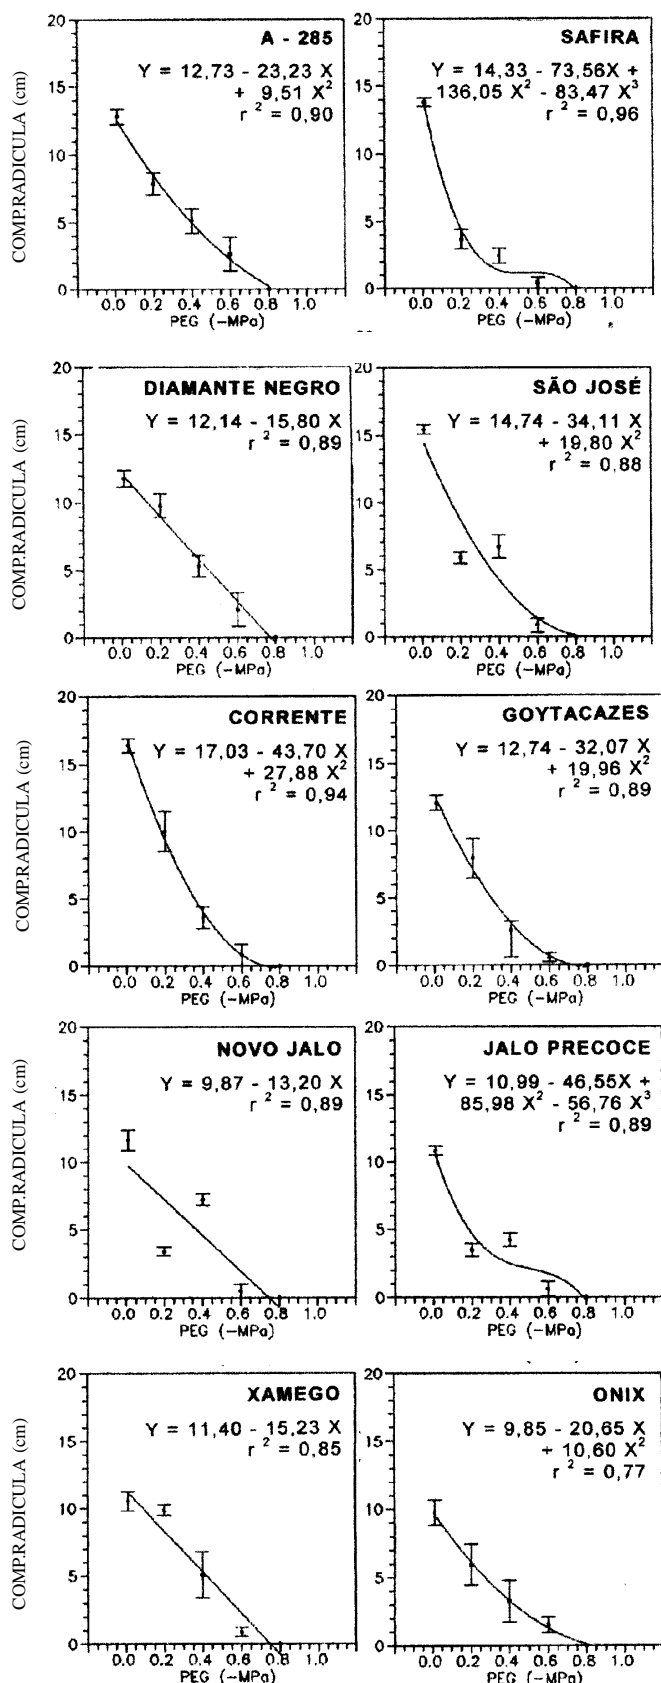 A - 285
Y = 12,73 - 23,23 X
+ 9,51 X²
r² = 0,90
COMP.RADICULA (cm)
20
15
10
5
0
0.0 0.2 0.4 0.6 0.8 1.0
PEG (-MPa)
SAFIRA
Y = 14,33 - 73,56X +
136,05 X² - 83,47 X³
r² = 0,96
20
15
10
5
0
0.0 0.2 0.4 0.6 0.8 1.0
PEG (-MPa)
DIAMANTE NEGRO
Y = 12,14 - 15,80 X
r² = 0,89
COMP.RADICULA (cm)
20
15
10
5
0
0.0 0.2 0.4 0.6 0.8 1.0
PEG (-MPa)
SÃO JOSÉ
Y = 14,74 - 34,11 X
+ 19,80 X²
r² = 0,88
20
15
10
5
0
0.0 0.2 0.4 0.6 0.8 1.0
PEG (-MPa)
CORRENTE
Y = 17,03 - 43,70 X
+ 27,88 X²
r² = 0,94
COMP.RADICULA (cm)
20
15
10
5
0
0.0 0.2 0.4 0.6 0.8 1.0
PEG (-MPa)
GOYTACAZES
Y = 12,74 - 32,07 X
+ 19,96 X²
r² = 0,89
20
15
10
5
0
0.0 0.2 0.4 0.6 0.8 1.0
PEG (-MPa)
NOVO JALO
Y = 9,87 - 13,20 X
r² = 0,89
COMP.RADICULA (cm)
20
15
10
5
0
0.0 0.2 0.4 0.6 0.8 1.0
PEG (-MPa)
JALO PRECOCE
Y = 10,99 - 46,55X +
85,98 X² - 56,76 X³
r² = 0,89
20
15
10
5
0
0.0 0.2 0.4 0.6 0.8 1.0
PEG (-MPa)
XAMEGO
Y = 11,40 - 15,23 X
r² = 0,85
COMP.RADICULA (cm)
20
15
10
5
0
0.0 0.2 0.4 0.6 0.8 1.0
PEG (-MPa)
ONIX
Y = 9,85 - 20,65 X
+ 10,60 X²
r² = 0,77
20
15
10
5
0
0.0 0.2 0.4 0.6 0.8 1.0
PEG (-MPa)